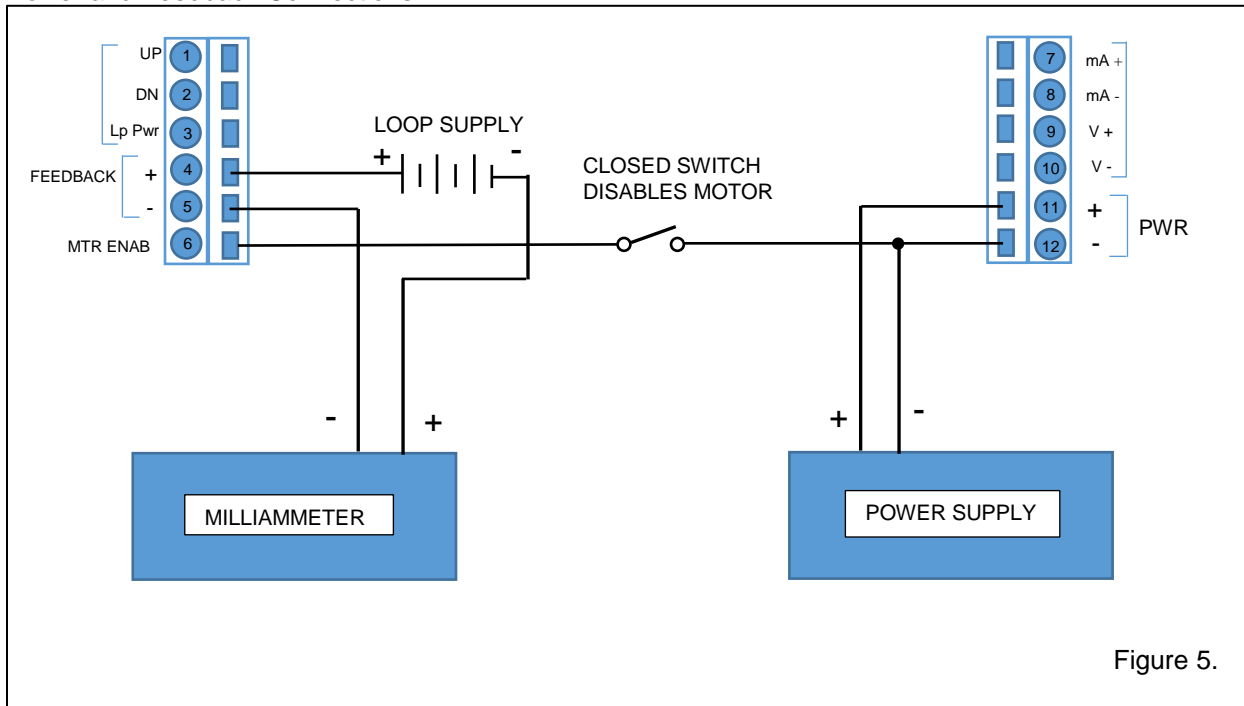 UP 1
DN 2
Lp Pwr 3
FEEDBACK + 4
- 5
MTR ENAB 6
LOOP SUPPLY
+ -
CLOSED SWITCH
DISABLES MOTOR
7 mA +
8 mA -
9 V +
10 V -
11 +
PWR
12 -
- +
MILLIAMMETER
+ -
POWER SUPPLY
Figure 5.